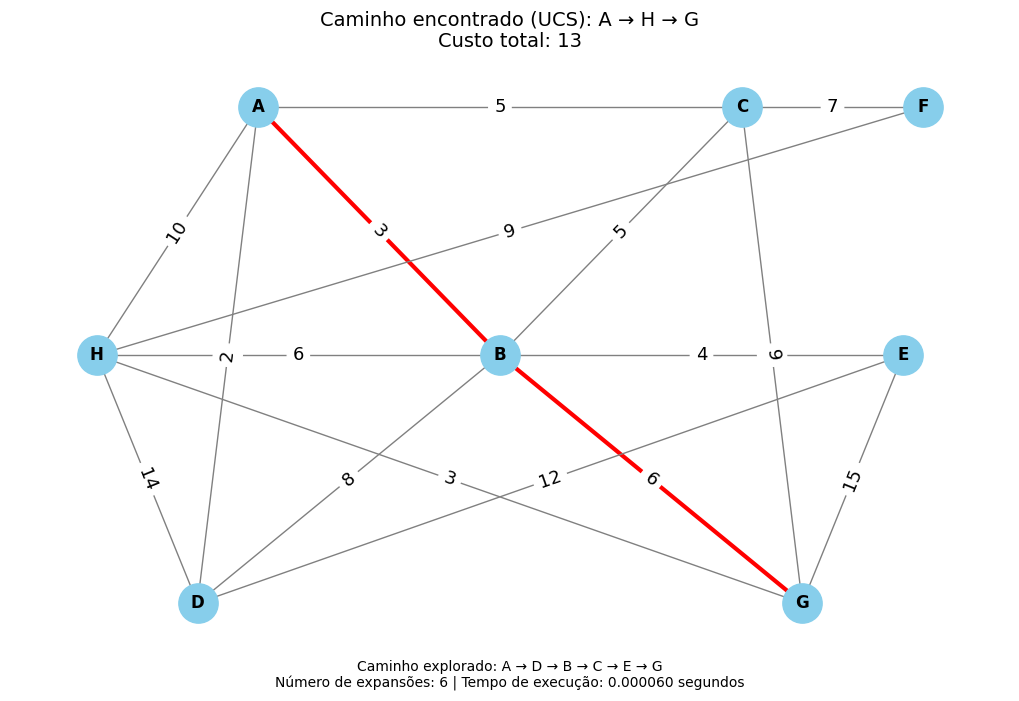 Caminho encontrado (UCS): A → H → G
Custo total: 13
A
5
C
7
F
10
3
5
9
H
2
6
B
4
9
E
14
8
3
12
6
15
D
G
Caminho explorado: A → D → B → C → E → G
Número de expansões: 6 | Tempo de execução: 0.000060 segundos